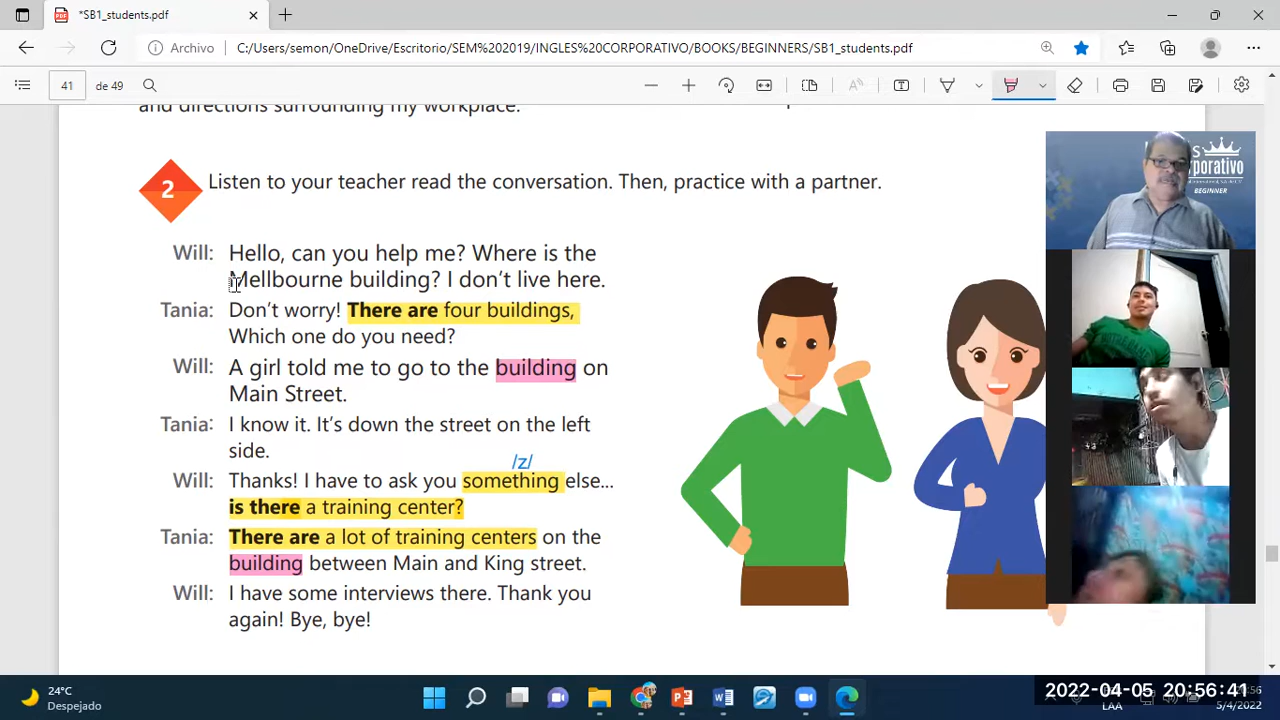 *SB1_students.pdf
Archivo C:/Users/semon/OneDrive/Escritorio/SEM%202019/INGLES%20CORPORATIVO/BOOKS/BEGINNERS/SB1_students.pdf
41 de 49
and directions surrounding my workplace.
2 Listen to your teacher read the conversation. Then, practice with a partner.
Will: Hello, can you help me? Where is the
Mellbourne building? I don't live here.
Tania: Don't worry! There are four buildings,
Which one do you need?
Will: A girl told me to go to the building on
Main Street.
Tania: I know it. It's down the street on the left
side.
/z/
Will: Thanks! I have to ask you something else...
is there a training center?
Tania: There are a lot of training centers on the
building between Main and King street.
Will: I have some interviews there. Thank you
again! Bye, bye!
BEGINNER
24°C
Despejado
2022-04-05 20:56:41
LAA
5/4/2022